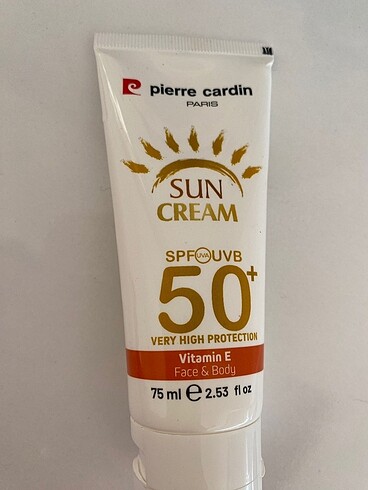 pierre cardin
PARIS
SUN
CREAM
SPF UVA UVB
50+
VERY HIGH PROTECTION
Vitamin E
Face & Body
75 ml e 2.53 fl oz